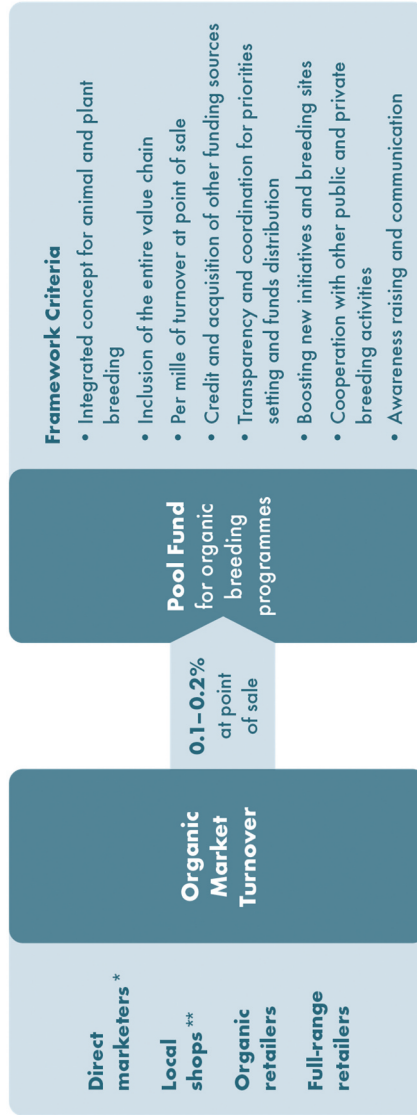 Direct
marketers *
Local
shops **
Organic
retailers
Full-range
retailers
Organic
Market
Turnover
0.1–0.2%
at point
of sale
Pool Fund
for organic
breeding
programmes
Framework Criteria
• Integrated concept for animal and plant
breeding
• Inclusion of the entire value chain
• Per mille of turnover at point of sale
• Credit and acquisition of other funding sources
• Transparency and coordination for priorities
setting and funds distribution
• Boosting new initiatives and breeding sites
• Cooperation with other public and private
breeding activities
• Awareness raising and communication